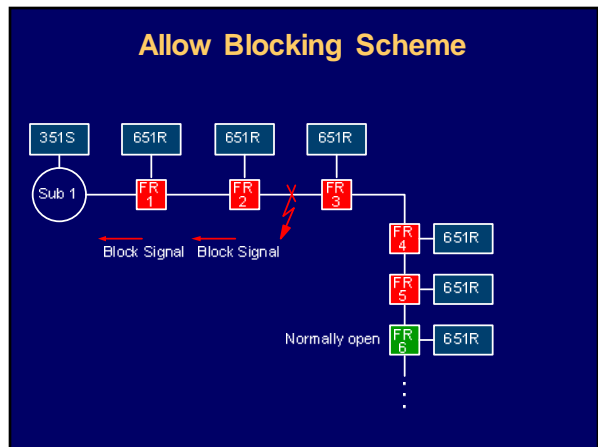 Allow Blocking Scheme
351S
651R
651R
651R
Sub 1
FR
1
FR
2
FR
3
Block Signal
Block Signal
FR
4
651R
FR
5
651R
Normally open
FR
6
651R